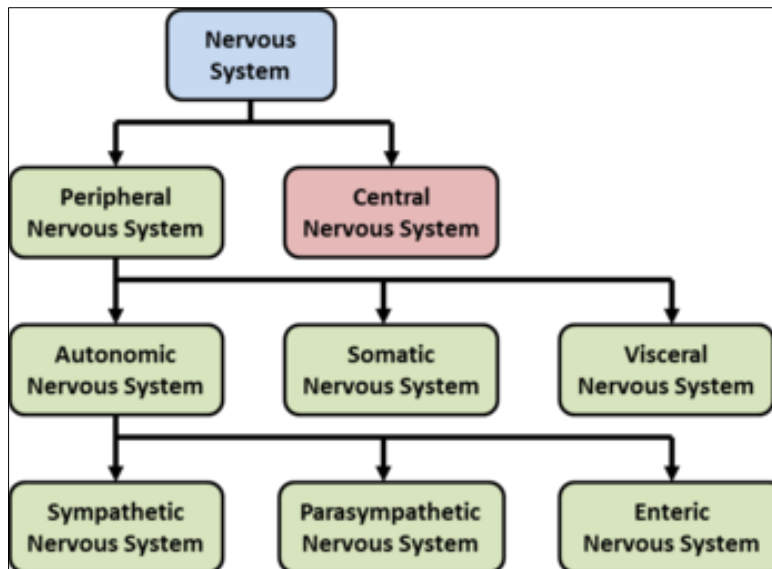 Nervous
System
Peripheral
Nervous System
Central
Nervous System
Autonomic
Nervous System
Somatic
Nervous System
Visceral
Nervous System
Sympathetic
Nervous System
Parasympathetic
Nervous System
Enteric
Nervous System